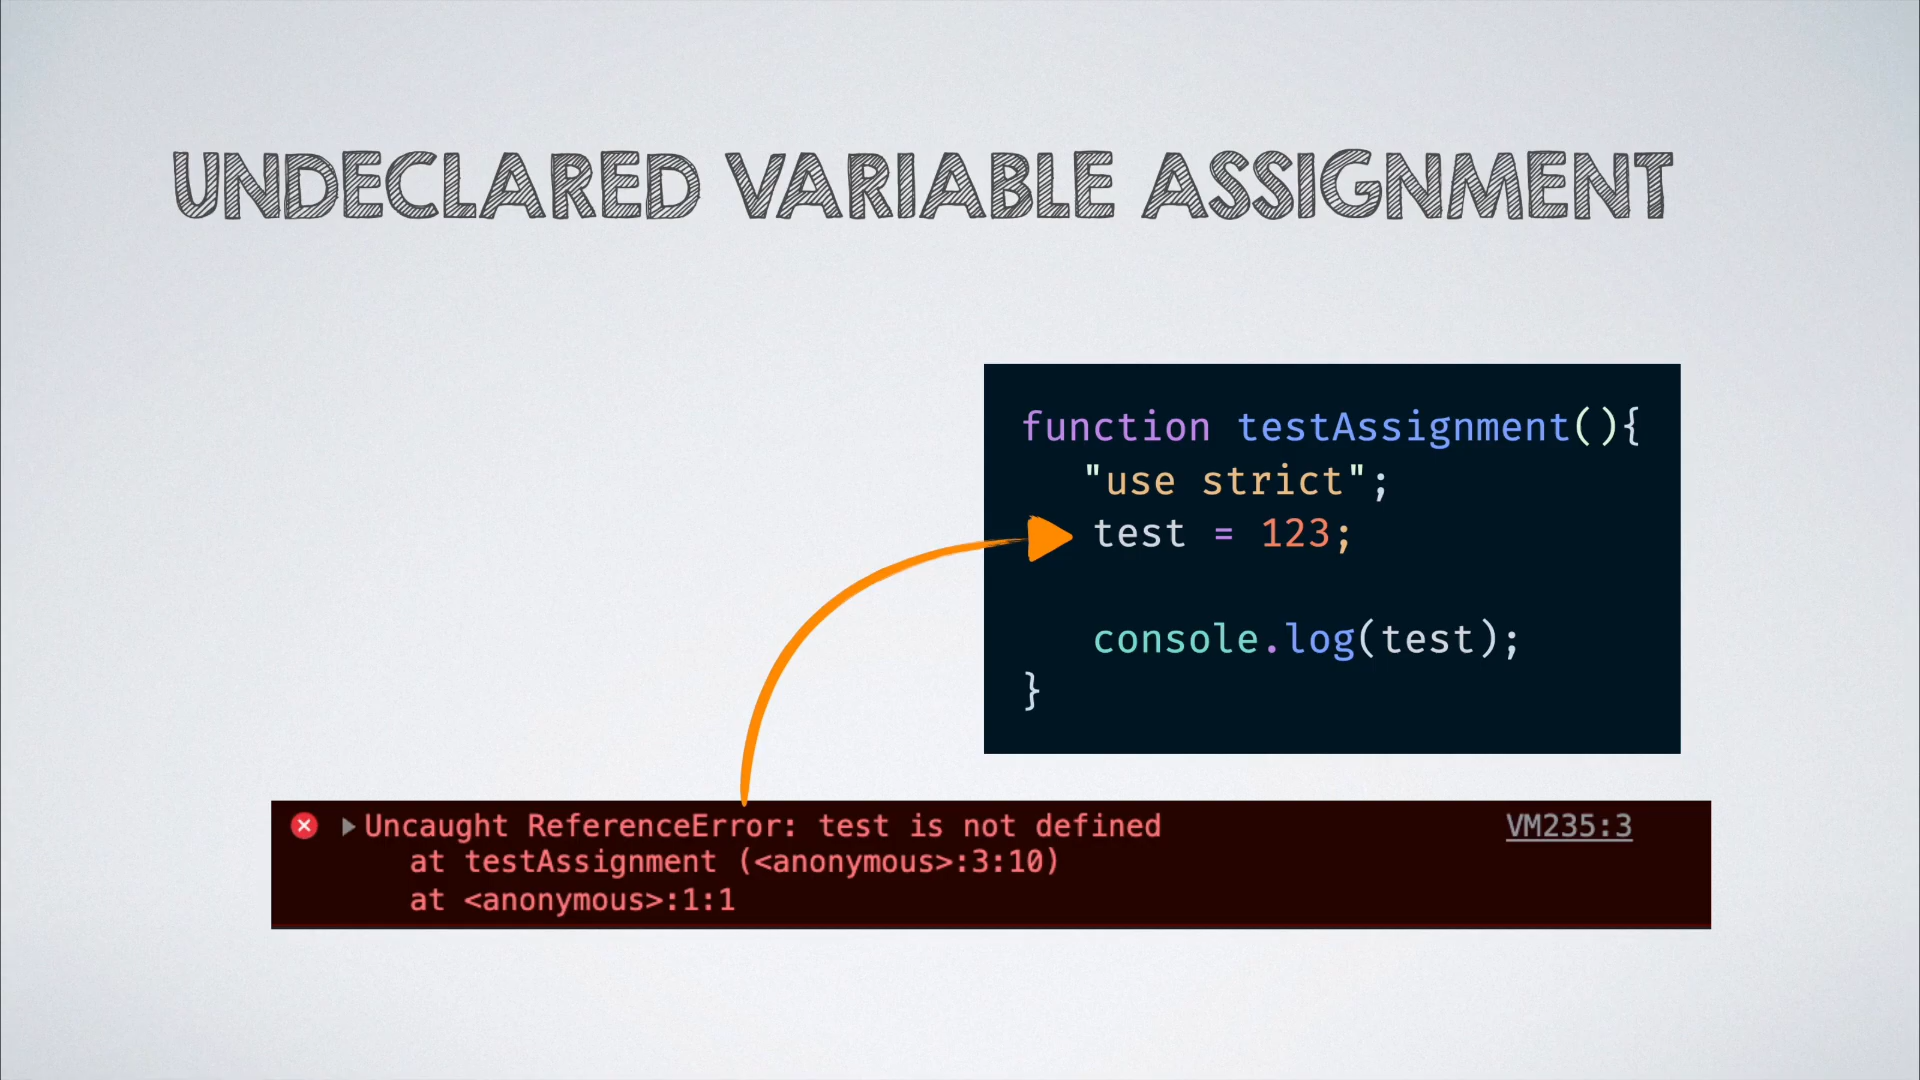 UNDECLARED VARIABLE ASSIGNMENT
function testAssignment(){
"use strict";
test = 123;
console.log(test);
}
Uncaught ReferenceError: test is not defined VM235:3
at testAssignment (<anonymous>:3:10)
at <anonymous>:1:1